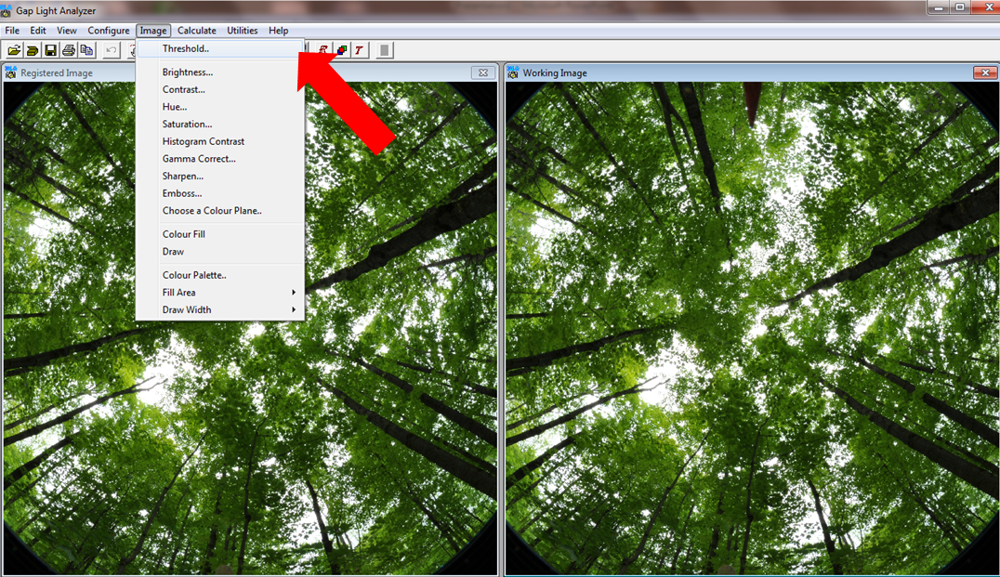 Gap Light Analyzer
File Edit View Configure Image Calculate Utilities Help
Threshold..
Registered Image
Working Image
Brightness...
Contrast...
Hue...
Saturation...
Histogram Contrast
Gamma Correct...
Sharpen...
Emboss...
Choose a Colour Plane..
Colour Fill
Draw
Colour Palette..
Fill Area
Draw Width